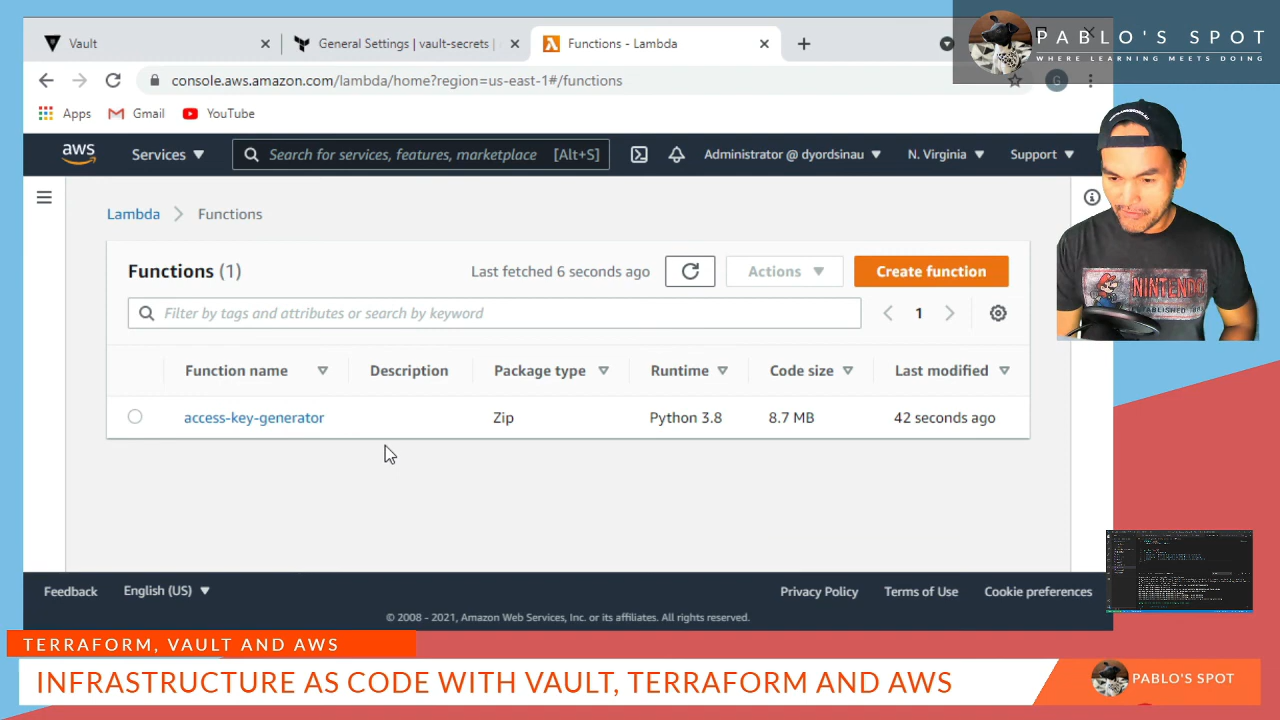 Vault
General Settings | vault-secrets |
Functions - Lambda
PABLO'S SPOT
WHERE LEARNING MEETS DOING
console.aws.amazon.com/lambda/home?region=us-east-1#/functions
G
Apps
Gmail
YouTube
aws
Services
Search for services, features, marketplace
[Alt+S]
Administrator @ dyordsinau
N. Virginia
Support
Lambda
Functions
Functions (1)
Last fetched 6 seconds ago
Actions
Create function
Filter by tags and attributes or search by keyword
1
Function name
Description
Package type
Runtime
Code size
Last modified
access-key-generator
Zip
Python 3.8
8.7 MB
42 seconds ago
NINTENDO
Feedback
English (US)
Privacy Policy
Terms of Use
Cookie preferences
© 2008 - 2021, Amazon Web Services, Inc. or its affiliates. All rights reserved.
TERRAFORM, VAULT AND AWS
INFRASTRUCTURE AS CODE WITH VAULT, TERRAFORM AND AWS
PABLO'S SPOT